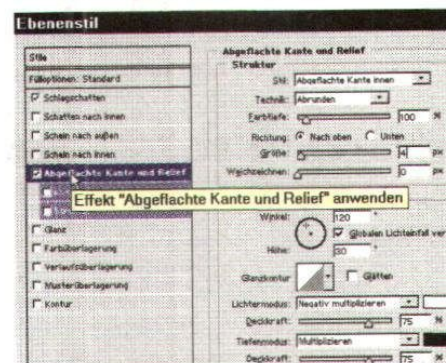 Ebenenstil
Stile
Fülloptionen: Standard
Schlagschatten
Schatten nach innen
Schein nach außen
Schein nach innen
Abgeflachte Kante und Relief
Effekt "Abgeflachte Kante und Relief" anwenden
Glanz
Farbüberlagerung
Verlaufsüberlagerung
Musterüberlagerung
Kontur
Abgeflachte Kante und Relief
Struktur
Stil: Abgeflachte Kante innen
Technik: Abrunden
Farbtiefe: 100 %
Richtung: Nach oben Unten
Größe: 4 px
Weichzeichnen: 0 px
Winkel: 120 °
Globalen Lichteinfall ver
Höhe: 30 °
Glanzkontur Glätten
Lichtermodus: Negativ multiplizieren
Deckkraft: 75 %
Tiefenmodus: Multiplizieren
Deckkraft: 75 %